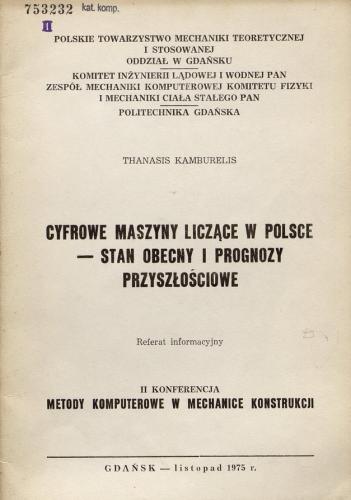 753232 kat. komp.
II
POLSKIE TOWARZYSTWO MECHANIKI TEORETYCZNEJ
I STOSOWANEJ
ODDZIAŁ W GDAŃSKU
KOMITET INŻYNIERII LĄDOWEJ I WODNEJ PAN
ZESPÓŁ MECHANIKI KOMPUTEROWEJ KOMITETU FIZYKI
I MECHANIKI CIAŁA STAŁEGO PAN
POLITECHNIKA GDAŃSKA
THANASIS KAMBURELIS
CYFROWE MASZYNY LICZĄCE W POLSCE
— STAN OBECNY I PROGNOZY
PRZYSZŁOŚCIOWE
Referat informacyjny
II KONFERENCJA
METODY KOMPUTEROWE W MECHANICE KONSTRUKCJI
GDAŃSK — listopad 1975 r.